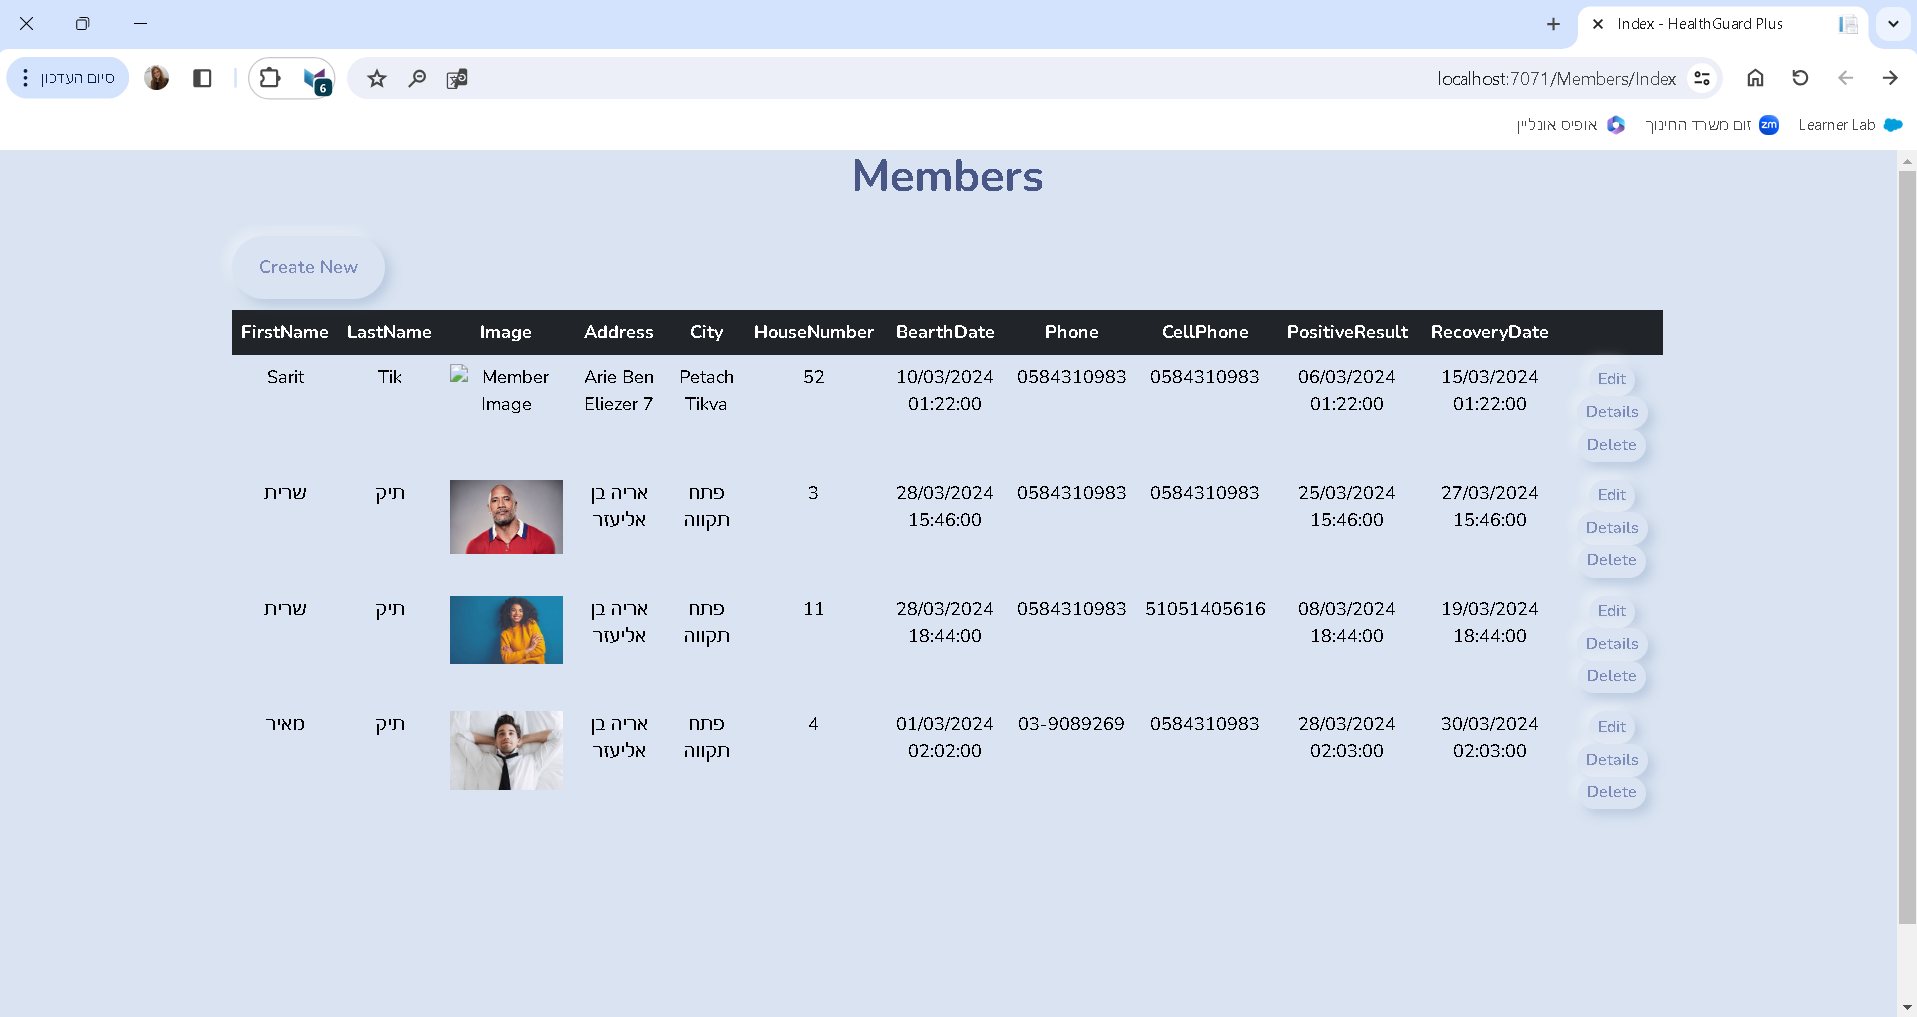 Index - HealthGuard Plus
סיום העדכון
6
localhost:7071/Members/Index
Learner Lab
zm זום משרד החינוך
אופיס אונליין
Members
Create New
FirstName LastName Image Address City HouseNumber BearthDate Phone CellPhone PositiveResult RecoveryDate
Sarit Tik Member Arie Ben Petach 52 10/03/2024 0584310983 0584310983 06/03/2024 15/03/2024 Edit
Image Eliezer 7 Tikva 01:22:00 01:22:00 01:22:00
Details
Delete
שרית תיק אריה בן פתח 3 28/03/2024 0584310983 0584310983 25/03/2024 27/03/2024 Edit
אליעזר תקווה 15:46:00 15:46:00 15:46:00
Details
Delete
שרית תיק אריה בן פתח 11 28/03/2024 0584310983 51051405616 08/03/2024 19/03/2024 Edit
אליעזר תקווה 18:44:00 18:44:00 18:44:00
Details
Delete
מאיר תיק אריה בן פתח 4 01/03/2024 03-9089269 0584310983 28/03/2024 30/03/2024 Edit
אליעזר תקווה 02:02:00 02:03:00 02:03:00
Details
Delete